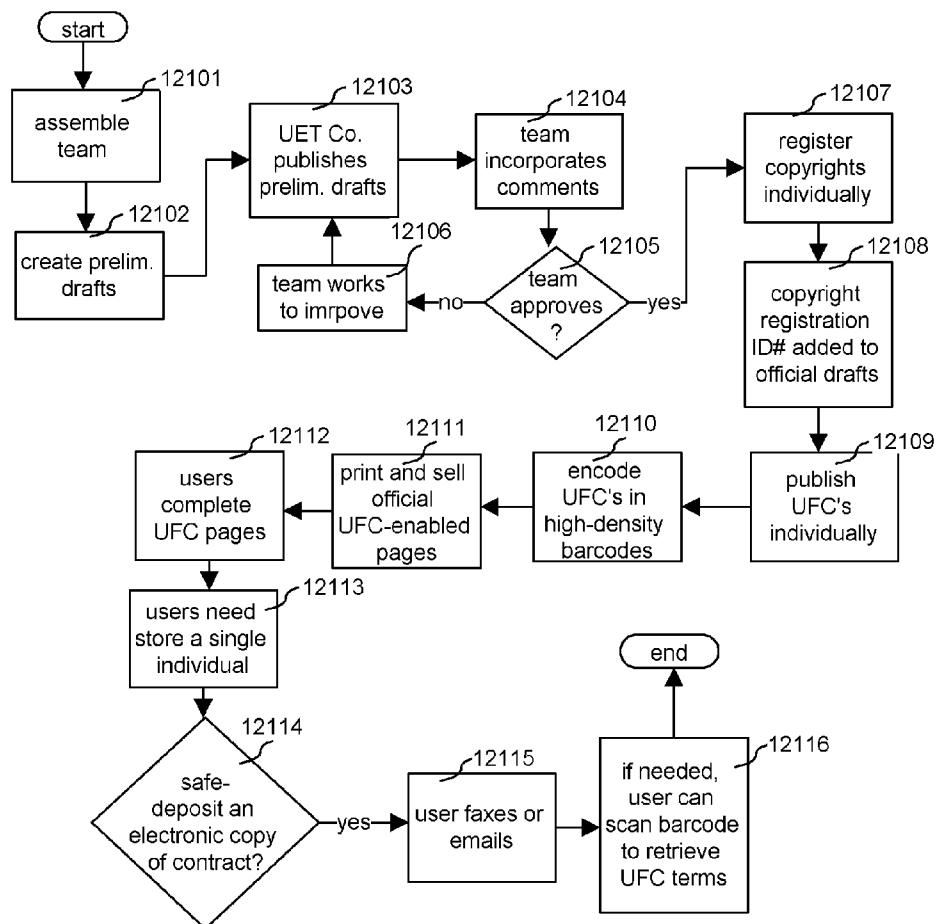 start
12101
assemble
team
12102
create prelim.
drafts
12103
UET Co.
publishes
prelim. drafts
12104
team
incorporates
comments
12105
team
approves
?
no
12106
team works
to imrpove
yes
12107
register
copyrights
individually
12108
copyright
registration
ID# added to
official drafts
12109
publish
UFC's
individually
12110
encode
UFC's in
high-density
barcodes
12111
print and sell
official
UFC-enabled
pages
12112
users
complete
UFC pages
12113
users need
store a single
individual
12114
safe-
deposit an
electronic copy
of contract?
yes
12115
user faxes or
emails
12116
if needed,
user can
scan barcode
to retrieve
UFC terms
end